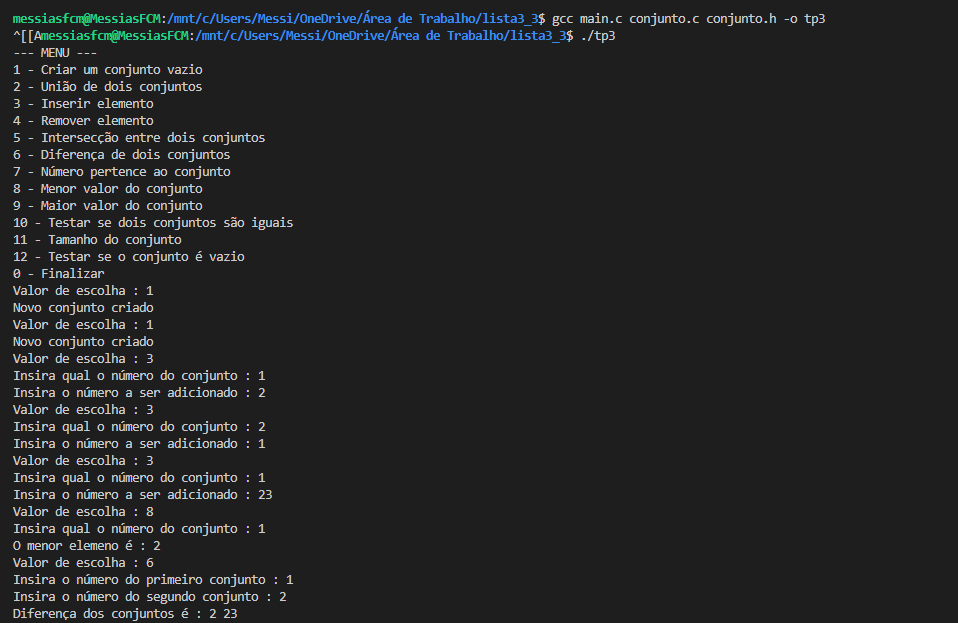 messiasfcm@MessiasFCM:/mnt/c/Users/Messi/OneDrive/Área de Trabalho/lista3_3$ gcc main.c conjunto.c conjunto.h -o tp3
^[[Amessiasfcm@MessiasFCM:/mnt/c/Users/Messi/OneDrive/Área de Trabalho/lista3_3$ ./tp3
--- MENU ---
1 - Criar um conjunto vazio
2 - União de dois conjuntos
3 - Inserir elemento
4 - Remover elemento
5 - Intersecção entre dois conjuntos
6 - Diferença de dois conjuntos
7 - Número pertence ao conjunto
8 - Menor valor do conjunto
9 - Maior valor do conjunto
10 - Testar se dois conjuntos são iguais
11 - Tamanho do conjunto
12 - Testar se o conjunto é vazio
0 - Finalizar
Valor de escolha : 1
Novo conjunto criado
Valor de escolha : 1
Novo conjunto criado
Valor de escolha : 3
Insira qual o número do conjunto : 1
Insira o número a ser adicionado : 2
Valor de escolha : 3
Insira qual o número do conjunto : 2
Insira o número a ser adicionado : 1
Valor de escolha : 3
Insira qual o número do conjunto : 1
Insira o número a ser adicionado : 23
Valor de escolha : 8
Insira qual o número do conjunto : 1
O menor elemeno é : 2
Valor de escolha : 6
Insira o número do primeiro conjunto : 1
Insira o número do segundo conjunto : 2
Diferença dos conjuntos é : 2 23